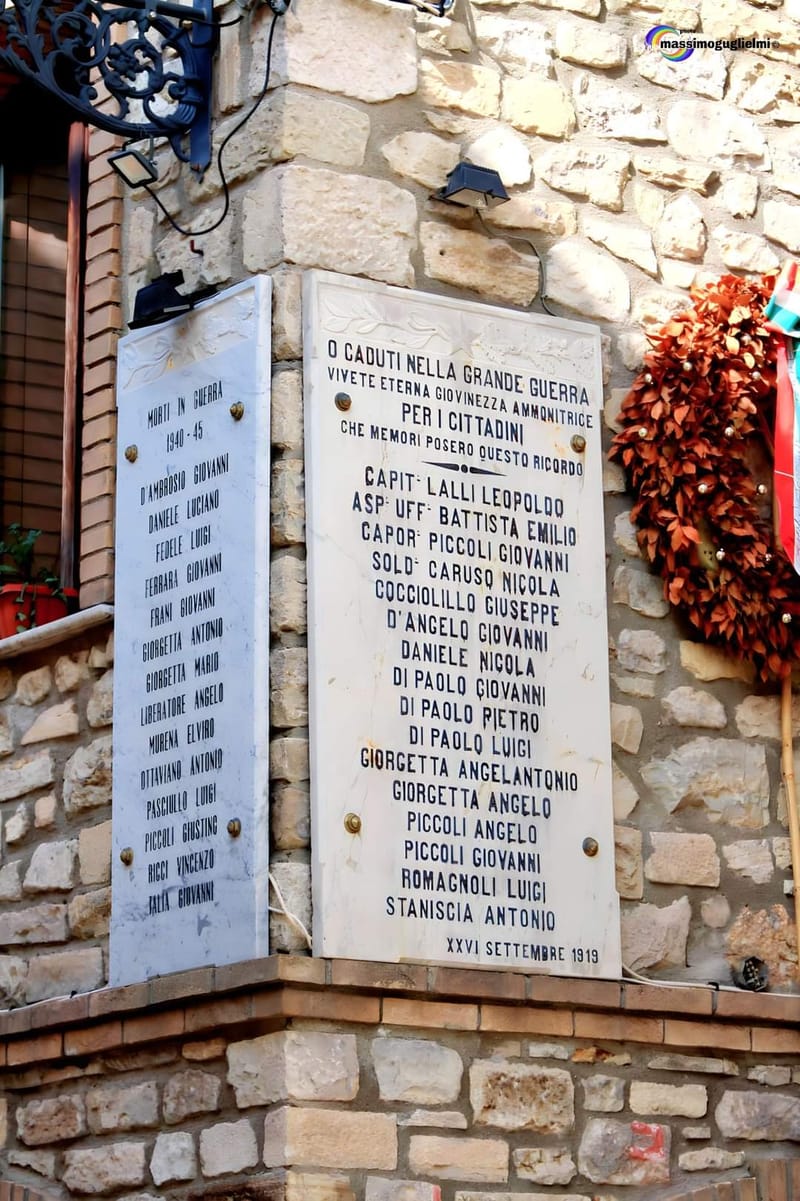 massimoguglielmi©
MORTI IN GUERRA
1940-45
D'AMBROSIO GIOVANNI
DANIELE LUCIANO
FEDELE LUIGI
FERRARA GIOVANNI
FRANI GIOVANNI
GIORGETTA ANTONIO
GIORGETTA MARIO
LIBERATORE ANGELO
MURENA ELVIRO
OTTAVIANO ANTONIO
PASCIULLO LUIGI
PICCOLI GIUSTINO
RICCI VINCENZO
TALIA GIOVANNI
O CADUTI NELLA GRANDE GUERRA
VIVETE ETERNA GIOVINEZZA AMMONITRICE
PER I CITTADINI
CHE MEMORI POSERO QUESTO RICORDO
CAPIT. LALLI LEOPOLDO
ASP. UFF. BATTISTA EMILIO
CAPOR. PICCOLI GIOVANNI
SOLD. CARUSO NICOLA
COCCIOLILLO GIUSEPPE
D'ANGELO GIOVANNI
DANIELE NICOLA
DI PAOLO GIOVANNI
DI PAOLO PIETRO
DI PAOLO LUIGI
GIORGETTA ANGELANTONIO
GIORGETTA ANGELO
PICCOLI ANGELO
PICCOLI GIOVANNI
ROMAGNOLI LUIGI
STANISCIA ANTONIO
XXVI SETTEMBRE 1919